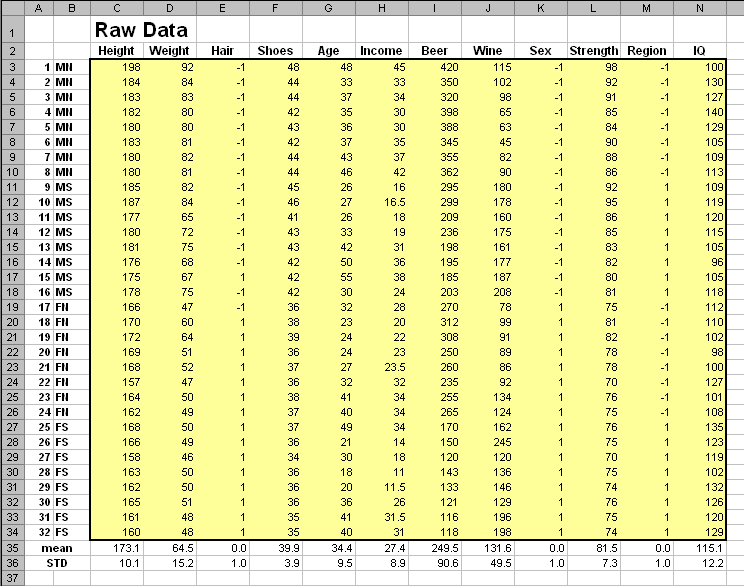 A B C D E F G H I J K L M N
1 Raw Data
2 Height Weight Hair Shoes Age Income Beer Wine Sex Strength Region IQ
3 1 MN 198 92 -1 48 48 45 420 115 -1 98 -1 100
4 2 MN 184 84 -1 44 33 33 350 102 -1 92 -1 130
5 3 MN 183 83 -1 44 37 34 320 98 -1 91 -1 127
6 4 MN 182 80 -1 42 35 30 398 65 -1 85 -1 140
7 5 MN 180 80 -1 43 36 30 388 63 -1 84 -1 129
8 6 MN 183 81 -1 42 37 35 345 45 -1 90 -1 105
9 7 MN 180 82 -1 44 43 37 355 82 -1 88 -1 109
10 8 MN 180 81 -1 44 46 42 362 90 -1 86 -1 113
11 9 MS 185 82 -1 45 26 16 295 180 -1 92 1 109
12 10 MS 187 84 -1 46 27 16.5 299 178 -1 95 1 119
13 11 MS 177 65 -1 41 26 18 209 160 -1 86 1 120
14 12 MS 180 72 -1 43 33 19 236 175 -1 85 1 115
15 13 MS 181 75 -1 43 42 31 198 161 -1 83 1 105
16 14 MS 176 68 -1 42 50 36 195 177 -1 82 1 96
17 15 MS 175 67 1 42 55 38 185 187 -1 80 1 105
18 16 MS 178 75 -1 42 30 24 203 208 -1 81 1 118
19 17 FN 166 47 -1 36 32 28 270 78 1 75 -1 112
20 18 FN 170 60 1 38 23 20 312 99 1 81 -1 110
21 19 FN 172 64 1 39 24 22 308 91 1 82 -1 102
22 20 FN 169 51 1 36 24 23 250 89 1 78 -1 98
23 21 FN 168 52 1 37 27 23.5 260 86 1 78 -1 100
24 22 FN 157 47 1 36 32 32 235 92 1 70 -1 127
25 23 FN 164 50 1 38 41 34 255 134 1 76 -1 101
26 24 FN 162 49 1 37 40 34 265 124 1 75 -1 108
27 25 FS 168 50 1 37 49 34 170 162 1 76 1 135
28 26 FS 166 49 1 36 21 14 150 245 1 75 1 123
29 27 FS 158 46 1 34 30 18 120 120 1 70 1 119
30 28 FS 163 50 1 36 18 11 143 136 1 75 1 102
31 29 FS 162 50 1 36 20 11.5 133 146 1 74 1 132
32 30 FS 165 51 1 36 36 26 121 129 1 76 1 126
33 31 FS 161 48 1 35 41 31.5 116 196 1 75 1 120
34 32 FS 160 48 1 35 40 31 118 198 1 74 1 129
35 mean 173.1 64.5 0.0 39.9 34.4 27.4 249.5 131.6 0.0 81.5 0.0 115.1
36 STD 10.1 15.2 1.0 3.9 9.5 8.9 90.6 49.5 1.0 7.3 1.0 12.2
37